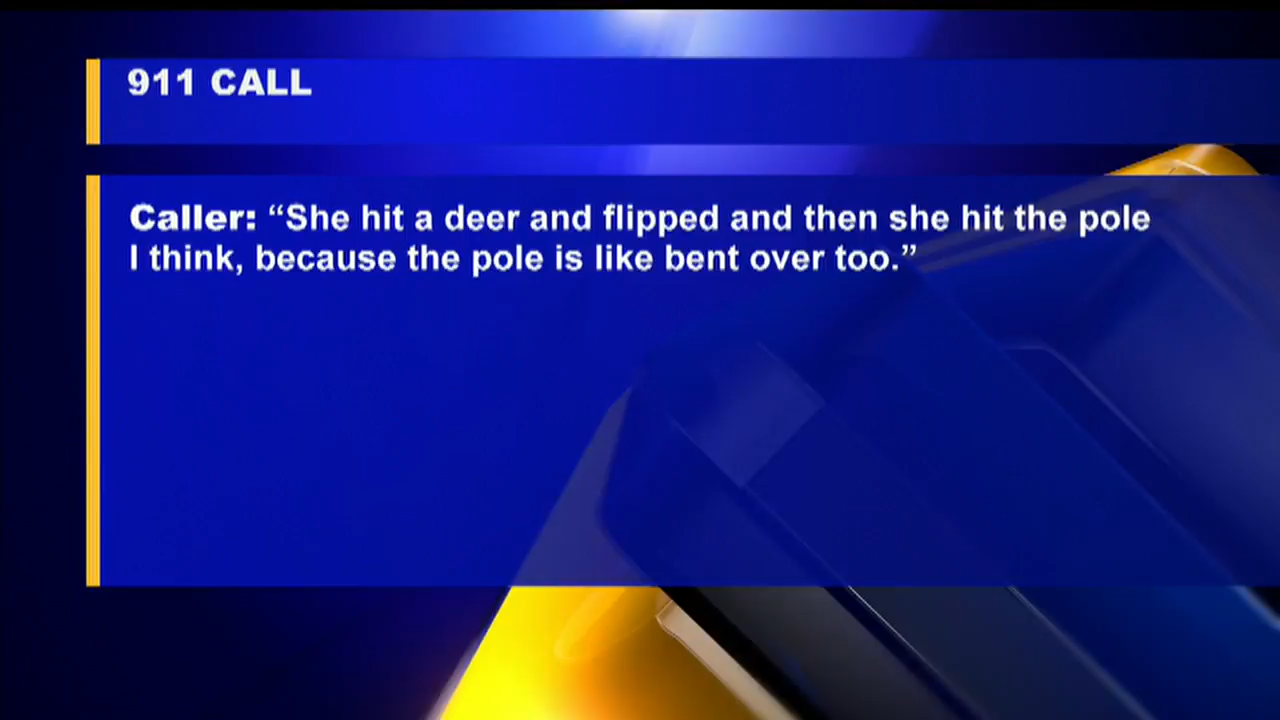 911 CALL
Caller: “She hit a deer and flipped and then she hit the pole
I think, because the pole is like bent over too.”